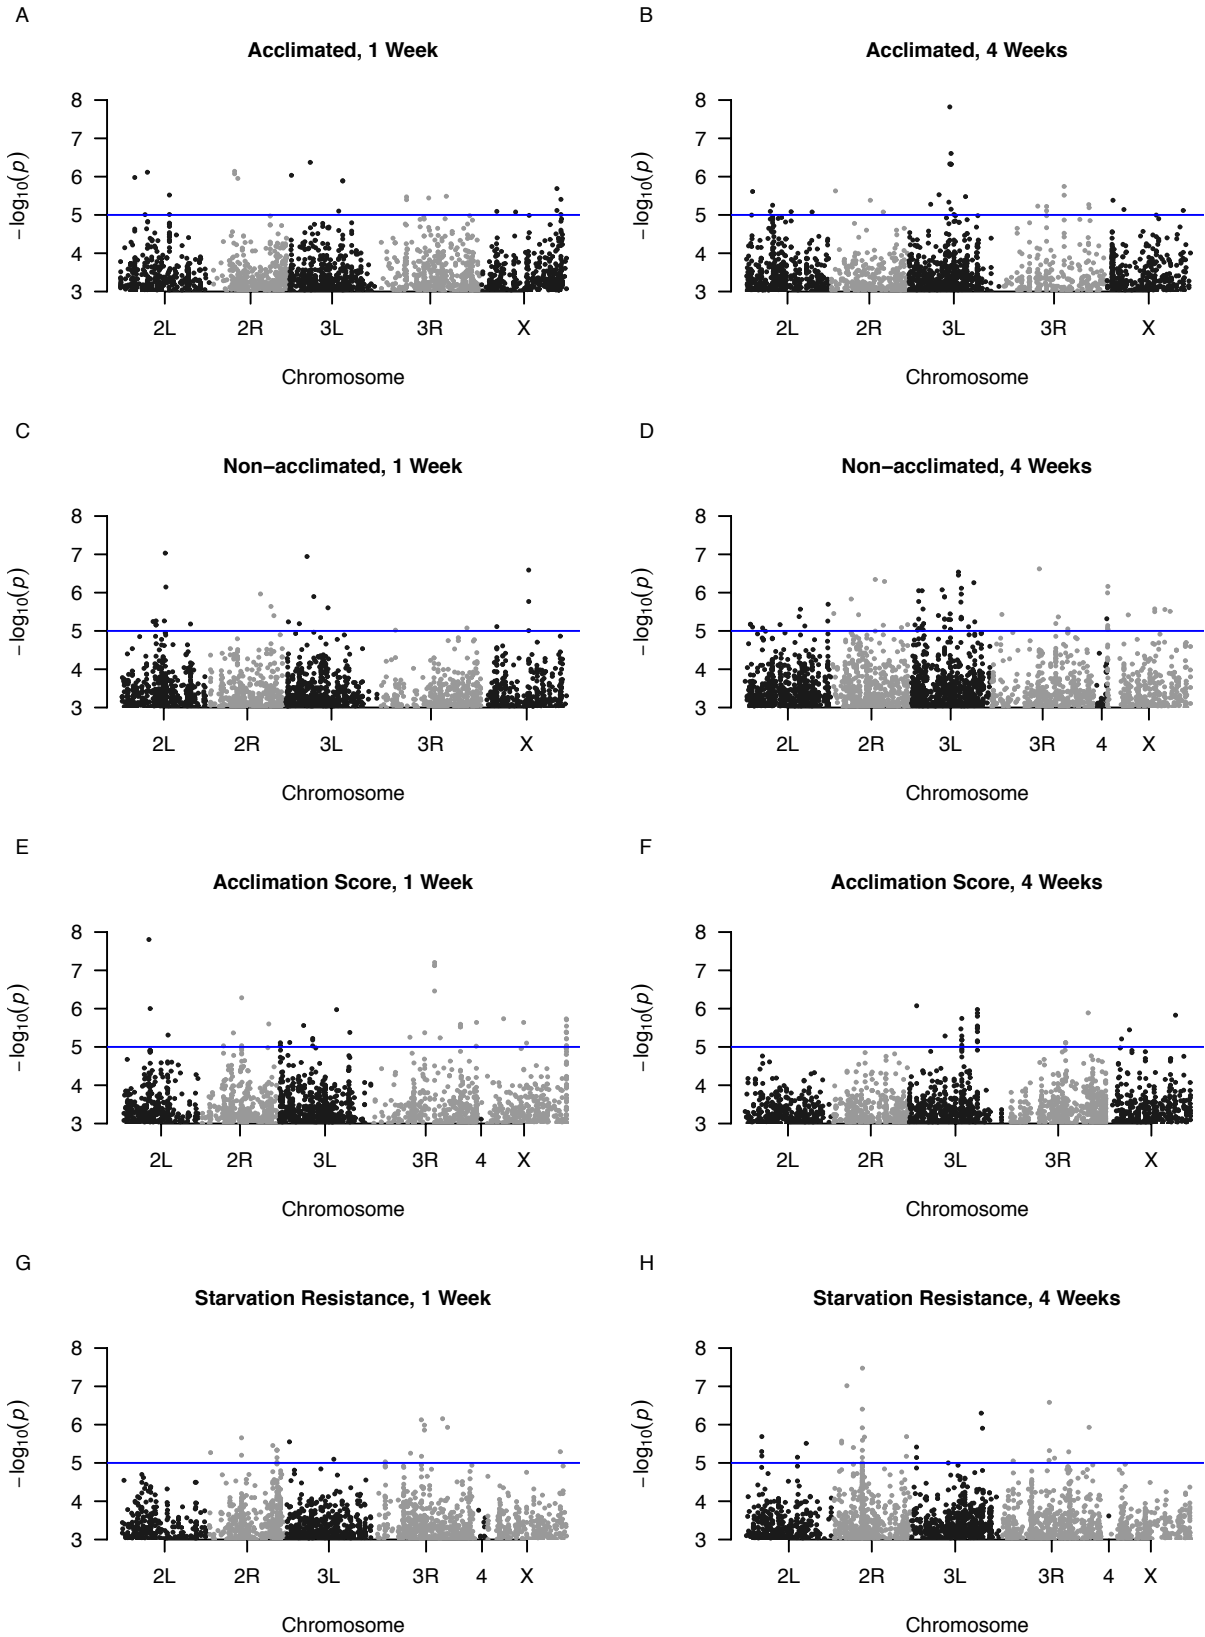 A
Acclimated, 1 Week
8
7
6
5
4
3
−log10(p)
2L 2R 3L 3R X
Chromosome
B
Acclimated, 4 Weeks
8
7
6
5
4
3
−log10(p)
2L 2R 3L 3R X
Chromosome
C
Non−acclimated, 1 Week
8
7
6
5
4
3
−log10(p)
2L 2R 3L 3R X
Chromosome
D
Non−acclimated, 4 Weeks
8
7
6
5
4
3
−log10(p)
2L 2R 3L 3R 4 X
Chromosome
E
Acclimation Score, 1 Week
8
7
6
5
4
3
−log10(p)
2L 2R 3L 3R 4 X
Chromosome
F
Acclimation Score, 4 Weeks
8
7
6
5
4
3
−log10(p)
2L 2R 3L 3R X
Chromosome
G
Starvation Resistance, 1 Week
8
7
6
5
4
3
−log10(p)
2L 2R 3L 3R 4 X
Chromosome
H
Starvation Resistance, 4 Weeks
8
7
6
5
4
3
−log10(p)
2L 2R 3L 3R 4 X
Chromosome